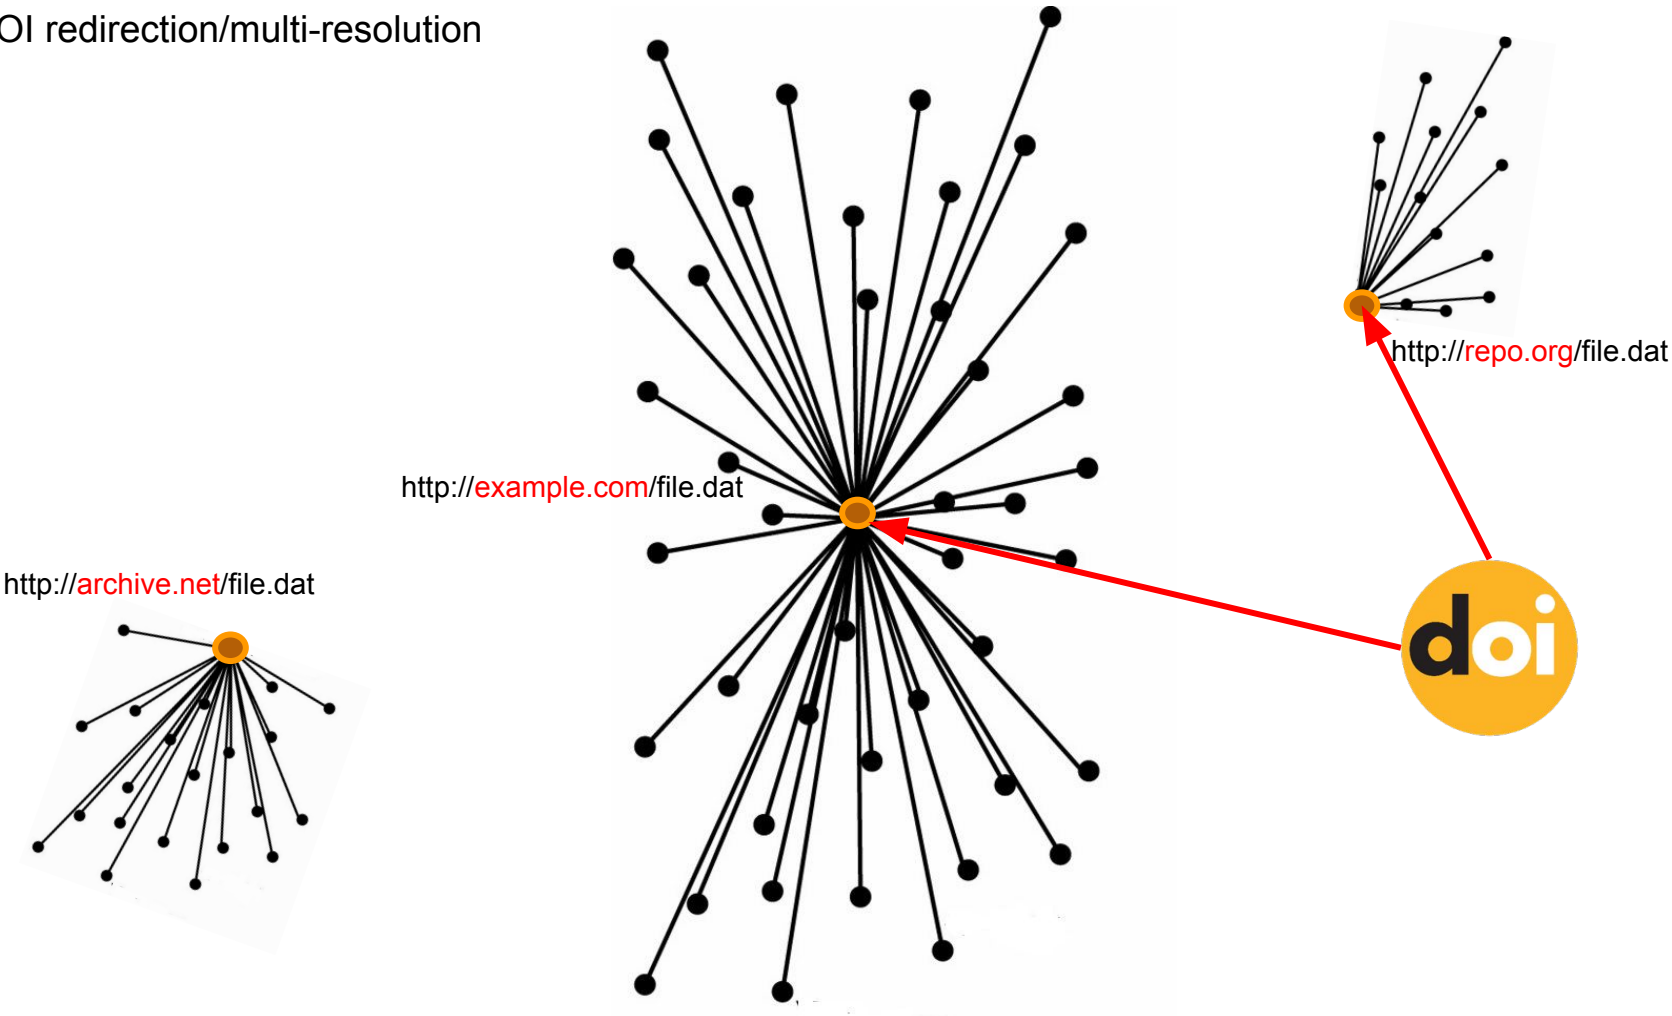 OI redirection/multi-resolution
http://repo.org/file.dat
http://example.com/file.dat
http://archive.net/file.dat
doi